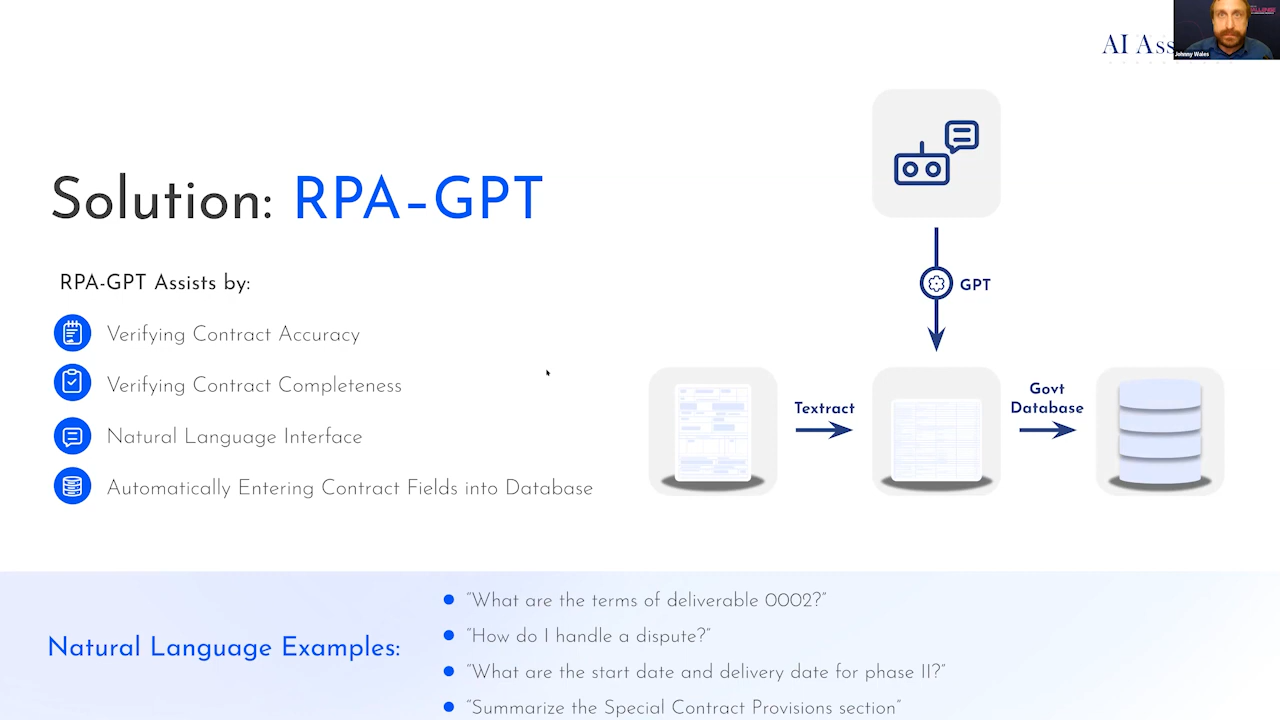 AI Ass
Johnny Wales
Solution: RPA-GPT
RPA-GPT Assists by:
Verifying Contract Accuracy
Verifying Contract Completeness
Natural Language Interface
Automatically Entering Contract Fields into Database
GPT
Textract
Govt
Database
Natural Language Examples:
"What are the terms of deliverable 0002?"
"How do I handle a dispute?"
"What are the start date and delivery date for phase II?"
"Summarize the Special Contract Provisions section"